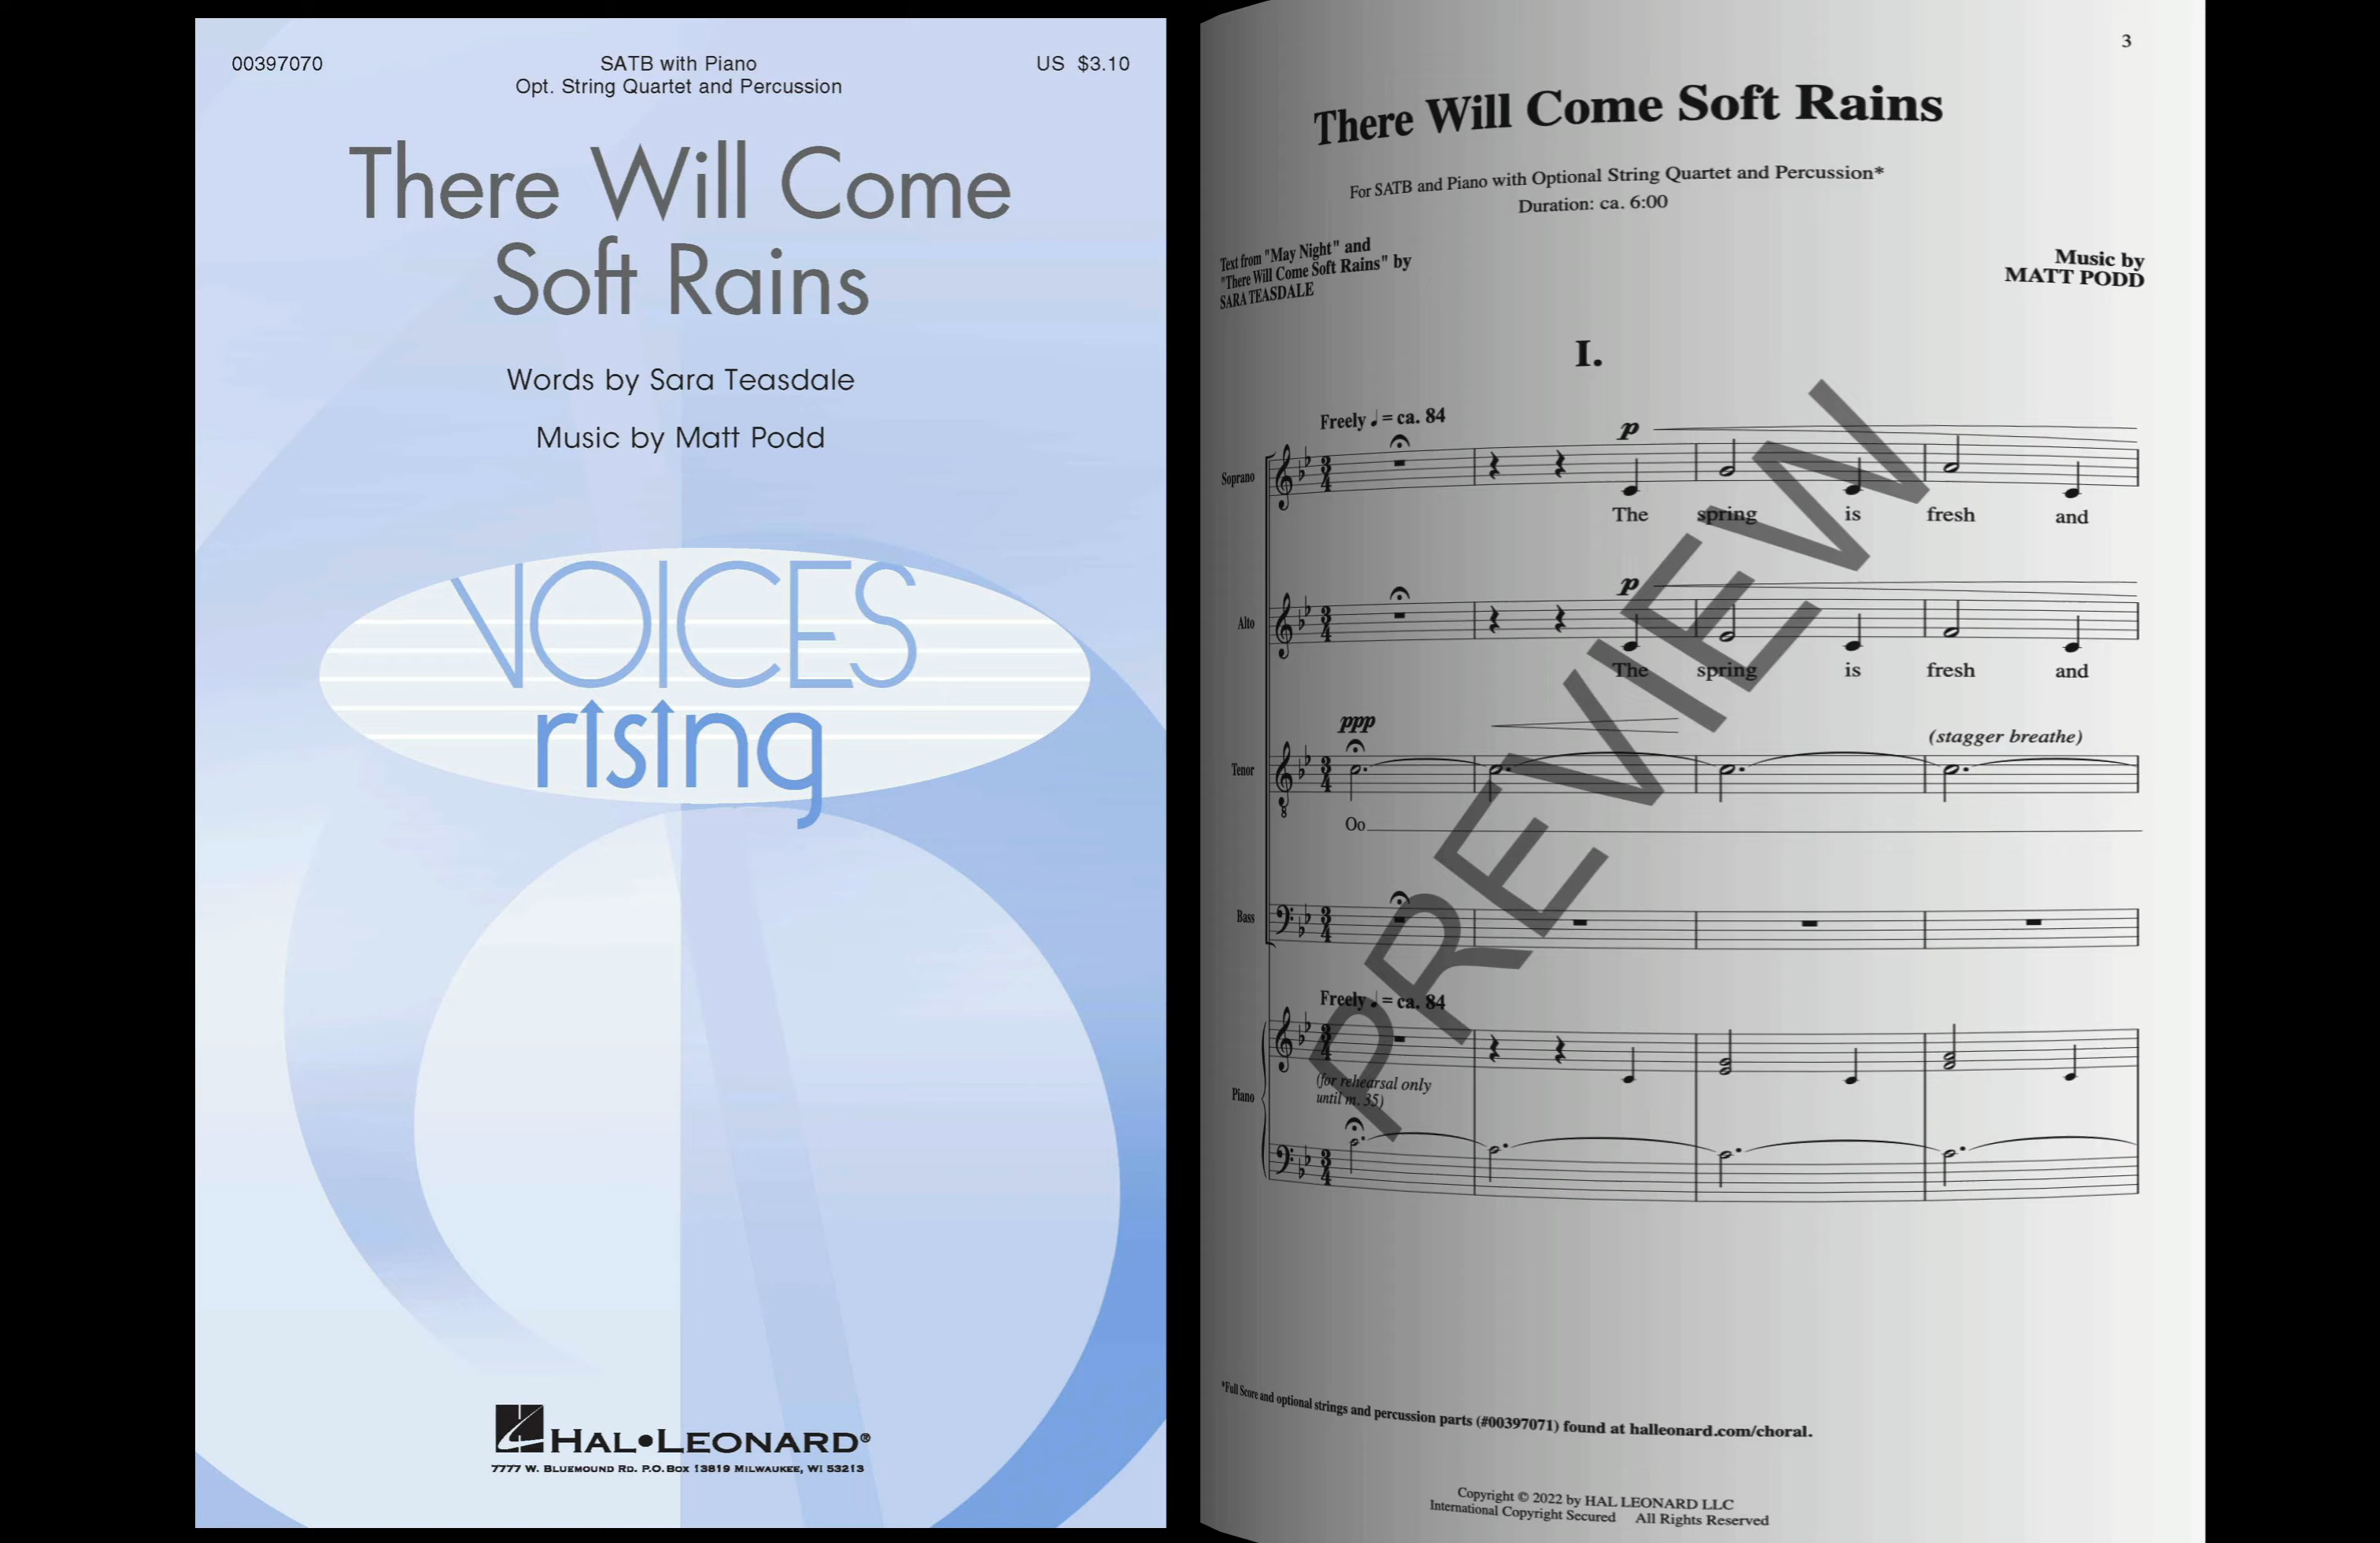 00397070
SATB with Piano
US $3.10
Opt. String Quartet and Percussion
There Will Come
Soft Rains
Words by Sara Teasdale
Music by Matt Podd
VOICES
rising
HAL•LEONARD®
7777 W. BLUEMOUND RD. P.O. BOX 13819 MILWAUKEE, WI 53213
3
There Will Come Soft Rains
For SATB and Piano with Optional String Quartet and Percussion*
Duration: ca. 6:00
Text from "May Night" and
"There Will Come Soft Rains" by
SARA TEASDALE
Music by
MATT PODD
I.
Freely ♩ = ca. 84
p
Soprano
The spring is fresh and
p
Alto
The spring is fresh and
ppp
(stagger breathe)
Tenor
Oo
Bass
Freely ♩ = ca. 84
(for rehearsal only
until m. 35)
Piano
PREVIEW
*Full Score and optional strings and percussion parts (#00397071) found at halleonard.com/choral.
Copyright © 2022 by HAL LEONARD LLC
International Copyright Secured All Rights Reserved